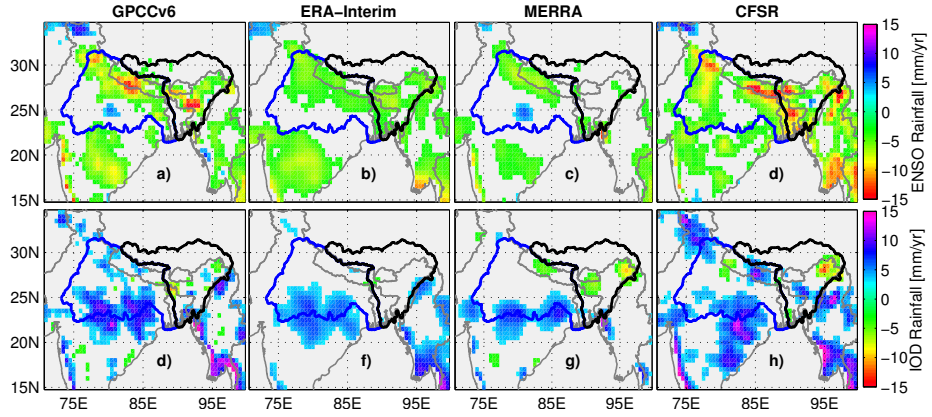 GPCCv6 ERA−Interim MERRA CFSR
30N
25N
20N
15N
a) b) c) d)
15
10
5
0
−5
−10
−15
ENSO Rainfall [mm/yr]
30N
25N
20N
15N
d) f) g) h)
15
10
5
0
−5
−10
−15
IOD Rainfall [mm/yr]
75E 85E 95E 75E 85E 95E 75E 85E 95E 75E 85E 95E